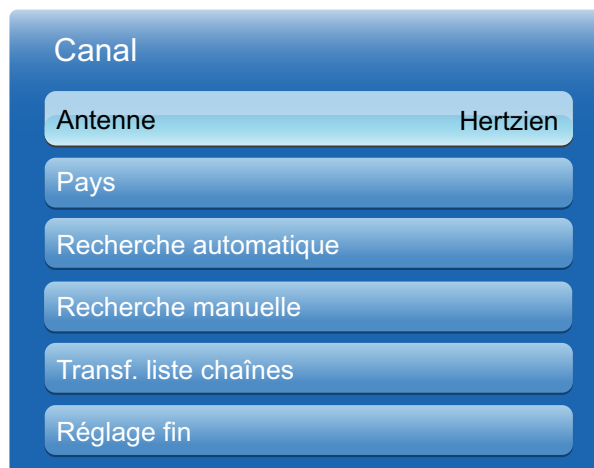 Canal
Antenne Hertzien
Pays
Recherche automatique
Recherche manuelle
Transf. liste chaînes
Réglage fin